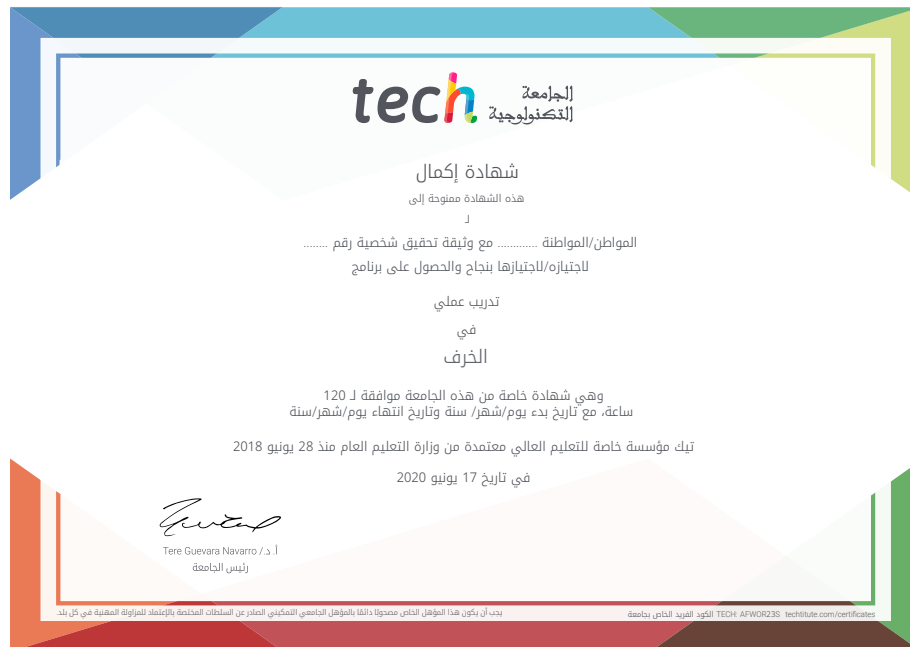 tech الجامعة
التكنولوجية
شهادة إكمال
هذه الشهادة ممنوحة إلى
لـ
المواطن/المواطنة ............. مع وثيقة تحقيق شخصية رقم ........
لاجتيازه/لاجتيازها بنجاح والحصول على برنامج
تدريب عملي
في
الخرف
وهي شهادة خاصة من هذه الجامعة موافقة لـ 120
ساعة، مع تاريخ بدء يوم/شهر/ سنة وتاريخ انتهاء يوم/شهر/سنة
تيك مؤسسة خاصة للتعليم العالي معتمدة من وزارة التعليم العام منذ 28 يونيو 2018
في تاريخ 17 يونيو 2020
أ. د./ Tere Guevara Navarro
رئيس الجامعة
يجب أن يكون هذا المؤهل الخاص مصحوبًا دائمًا بالمؤهل الجامعي التمكيني الصادر عن السلطات المختصة بالإعتماد للمزاولة المهنية في كل بلد.
الكود الفريد الخاص بجامعة TECH: AFWOR23S techtitute.com/certificates